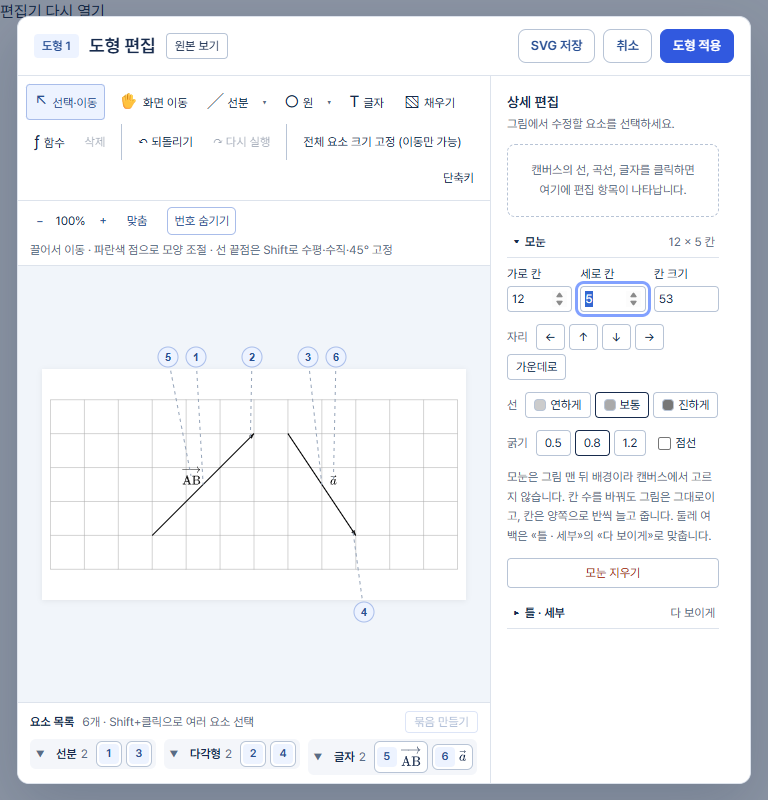 편집기 다시 열기
도형 1 도형 편집 원본 보기 SVG 저장 취소 도형 적용
선택·이동 화면 이동 선분 원 T 글자 채우기
f 함수 삭제 되돌리기 다시 실행 전체 요소 크기 고정 (이동만 가능)
단축키
− 100% + 맞춤 번호 숨기기
끌어서 이동 · 파란색 점으로 모양 조절 · 선 끝점은 Shift로 수평·수직·45° 고정
5 1 2 3 6
AB a
4
요소 목록 6개 · Shift+클릭으로 여러 요소 선택 묶음 만들기
선분 2 1 3 다각형 2 2 4 글자 2 5 AB 6 a
상세 편집
그림에서 수정할 요소를 선택하세요.
캔버스의 선, 곡선, 글자를 클릭하면
여기에 편집 항목이 나타납니다.
모눈 12 × 5 칸
가로 칸 세로 칸 칸 크기
12 5 53
자리 ← ↑ ↓ →
가운데로
선 연하게 보통 진하게
굵기 0.5 0.8 1.2 점선
모눈은 그림 맨 뒤 배경이라 캔버스에서 고르
지 않습니다. 칸 수를 바꿔도 그림은 그대로이
고, 칸은 양쪽으로 반씩 늘고 줍니다. 둘레 여
백은 «틀 · 세부»의 «다 보이게»로 맞춥니다.
모눈 지우기
틀 · 세부 다 보이게